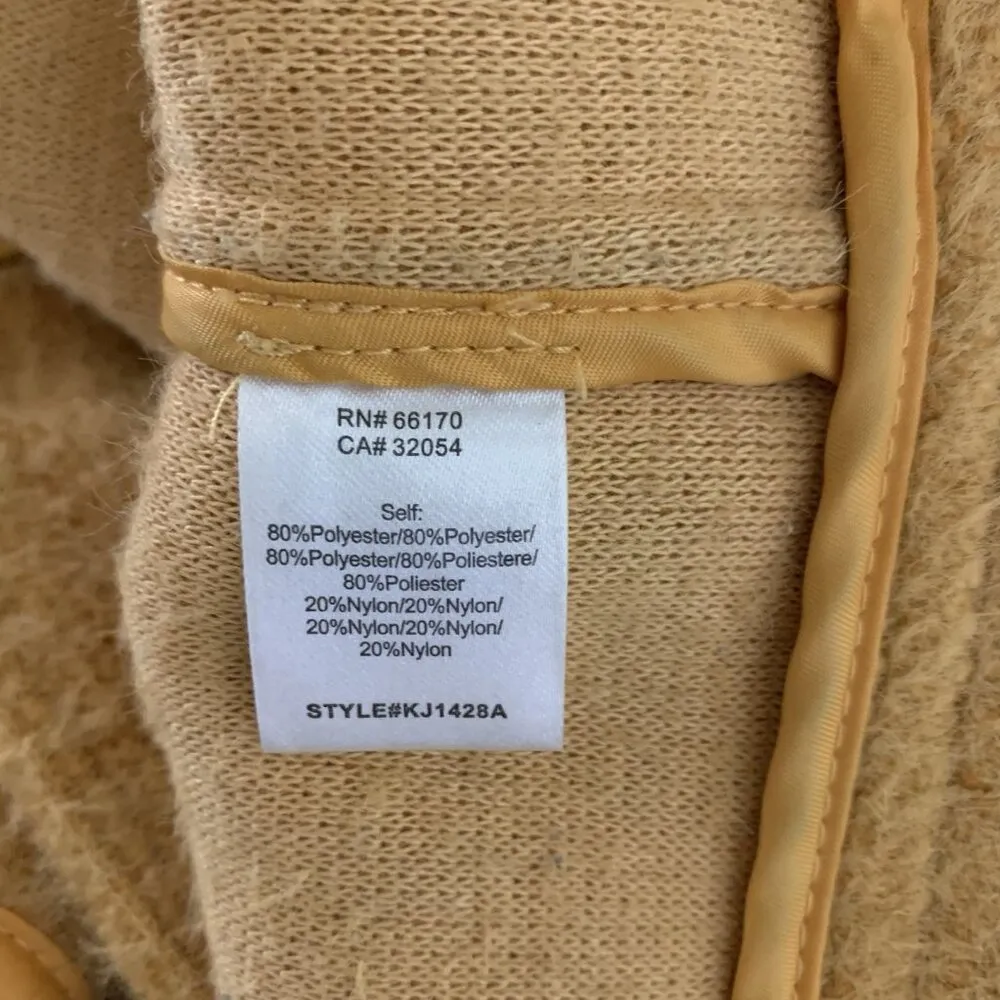 RN# 66170
CA# 32054
Self:
80%Polyester/80%Polyester/
80%Polyester/80%Poliestere/
80%Poliester
20%Nylon/20%Nylon/
20%Nylon/20%Nylon/
20%Nylon
STYLE#KJ1428A